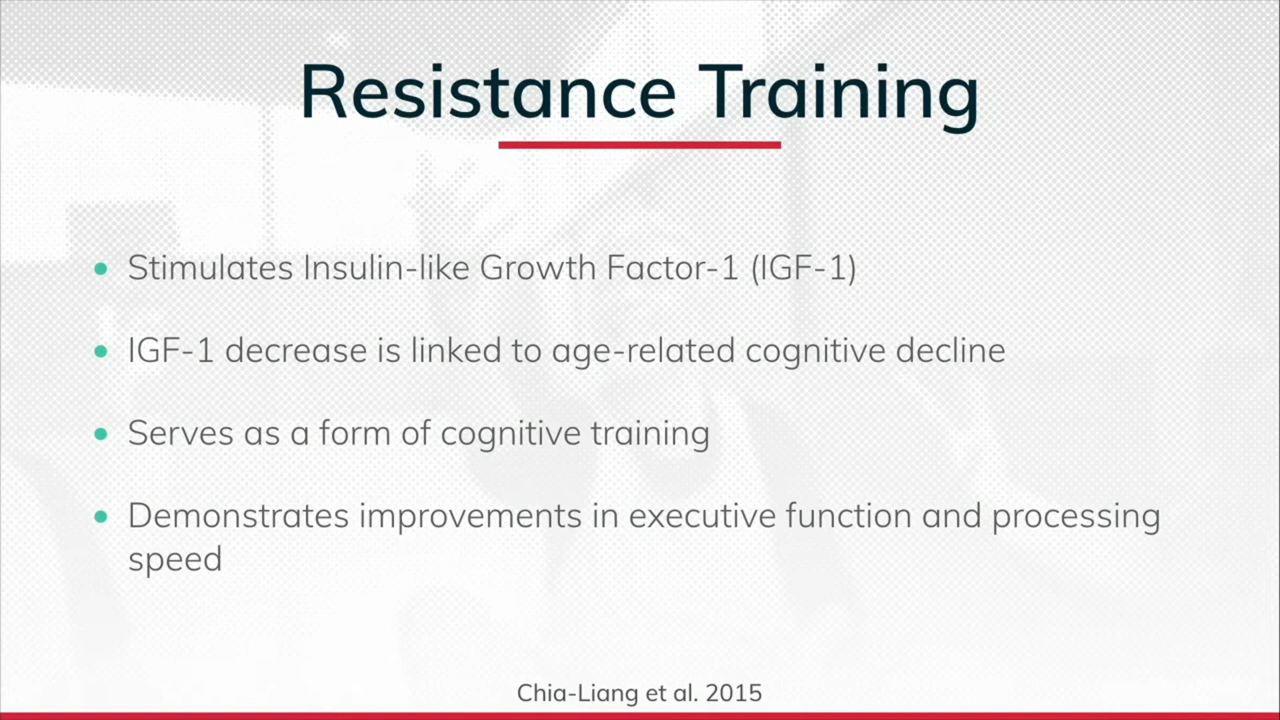 Resistance Training
• Stimulates Insulin-like Growth Factor-1 (IGF-1)
• IGF-1 decrease is linked to age-related cognitive decline
• Serves as a form of cognitive training
• Demonstrates improvements in executive function and processing
speed
Chia-Liang et al. 2015